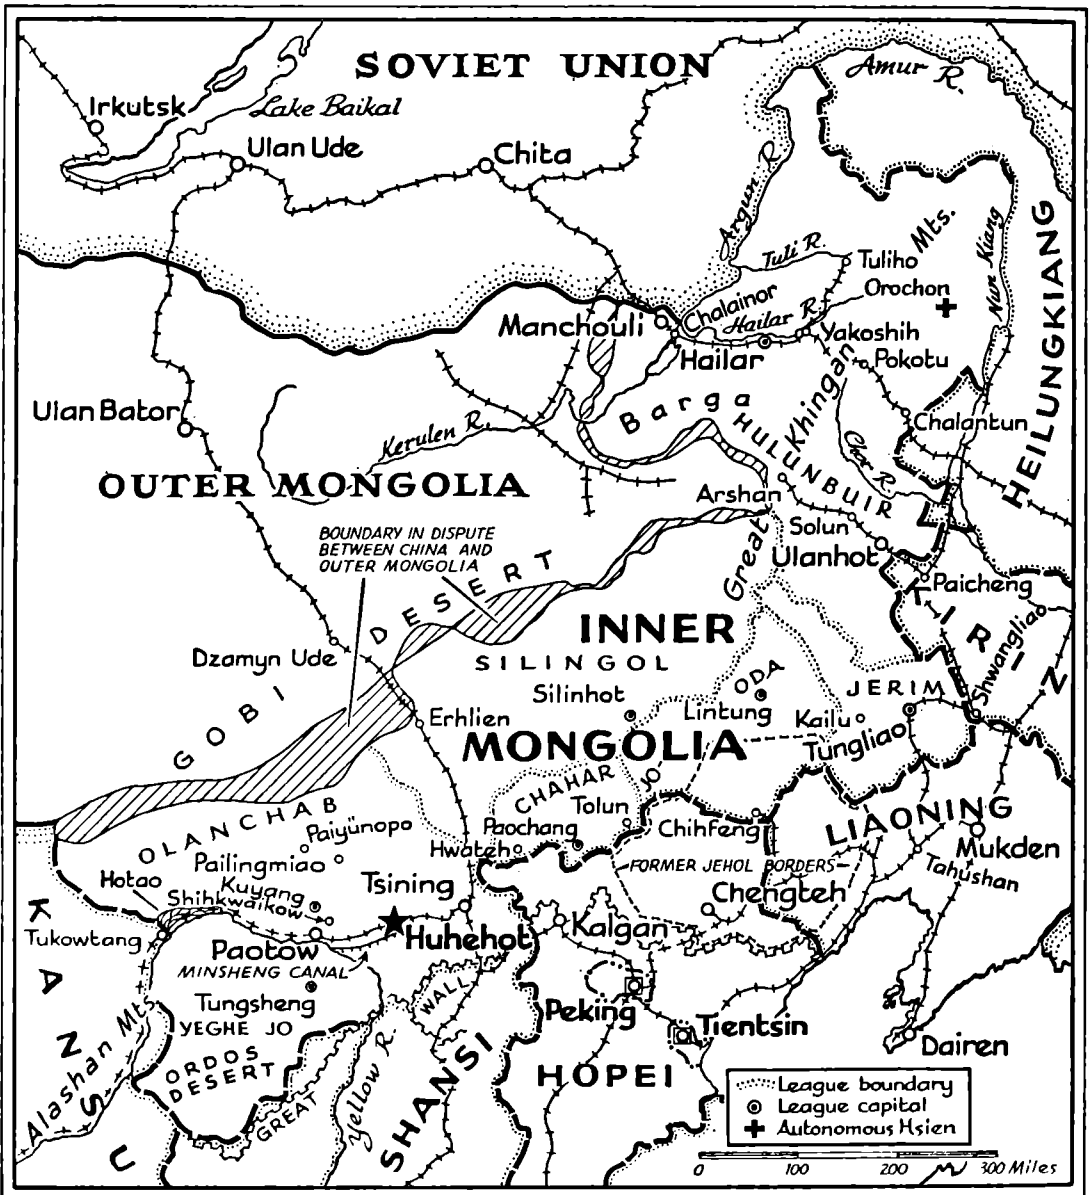 SOVIET UNION
Amur R.
Irkutsk
Lake Baikal
Ulan Ude
Chita
Argun R.
Tuli R.
Tuliho
Mts.
Nun Kiang
HEILUNGKIANG
Orochon
Chalainor
Hailar R.
Manchouli
Hailar
Yakoshih
Pokotu
Khingan
Ulan Bator
Kerulen R.
Barga
HULUNBUIR
Chalantun
Chor R.
OUTER MONGOLIA
Arshan
Solun
Ulanhot
Great
BOUNDARY IN DISPUTE
BETWEEN CHINA AND
OUTER MONGOLIA
GOBI DESERT
Paicheng
KIRIN
INNER
SILINGOL
Dzamyn Ude
Silinhot
ODA
Lintung
JERIM
Shwangliao
Kailu
Tungliao
Erhlien
MONGOLIA
CHAHAR
JO
Tolun
OLANCHAB
Paiyünopo
Paochang
Chihfeng
LIAONING
Mukden
Pailingmiao
Hwateh
FORMER JEHOL BORDERS
Tahushan
Hotao
Kuyang
Shihkwaikow
Tsining
Chengteh
Tukowtang
Paotow
Huhehot
Kalgan
MINSHENG CANAL
KANSU
Tungsheng
YEGHE JO
WALL
Peking
Tientsin
Dairen
Alashan Mts.
ORDOS
DESERT
GREAT
Yellow R.
SHANSI
HOPEI
League boundary
League capital
Autonomous Hsien
0 100 200 300 Miles